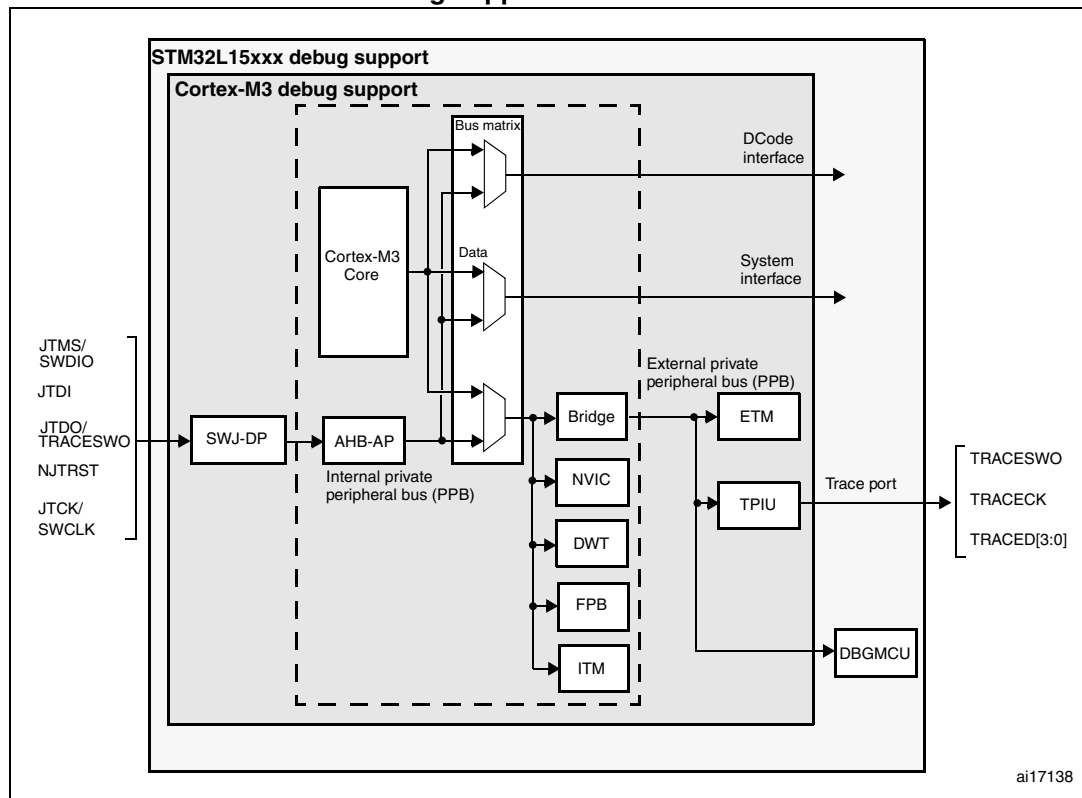 STM32L15xxx debug support
Cortex-M3 debug support
Bus matrix
DCode
interface
Cortex-M3
Core
Data
System
interface
JTMS/
SWDIO
JTDI
JTDO/
TRACESWO
NJTRST
JTCK/
SWCLK
SWJ-DP
AHB-AP
Internal private
peripheral bus (PPB)
External private
peripheral bus (PPB)
Bridge
ETM
NVIC
TPIU
Trace port
TRACESWO
TRACECK
TRACED[3:0]
DWT
FPB
ITM
DBGMCU
ai17138